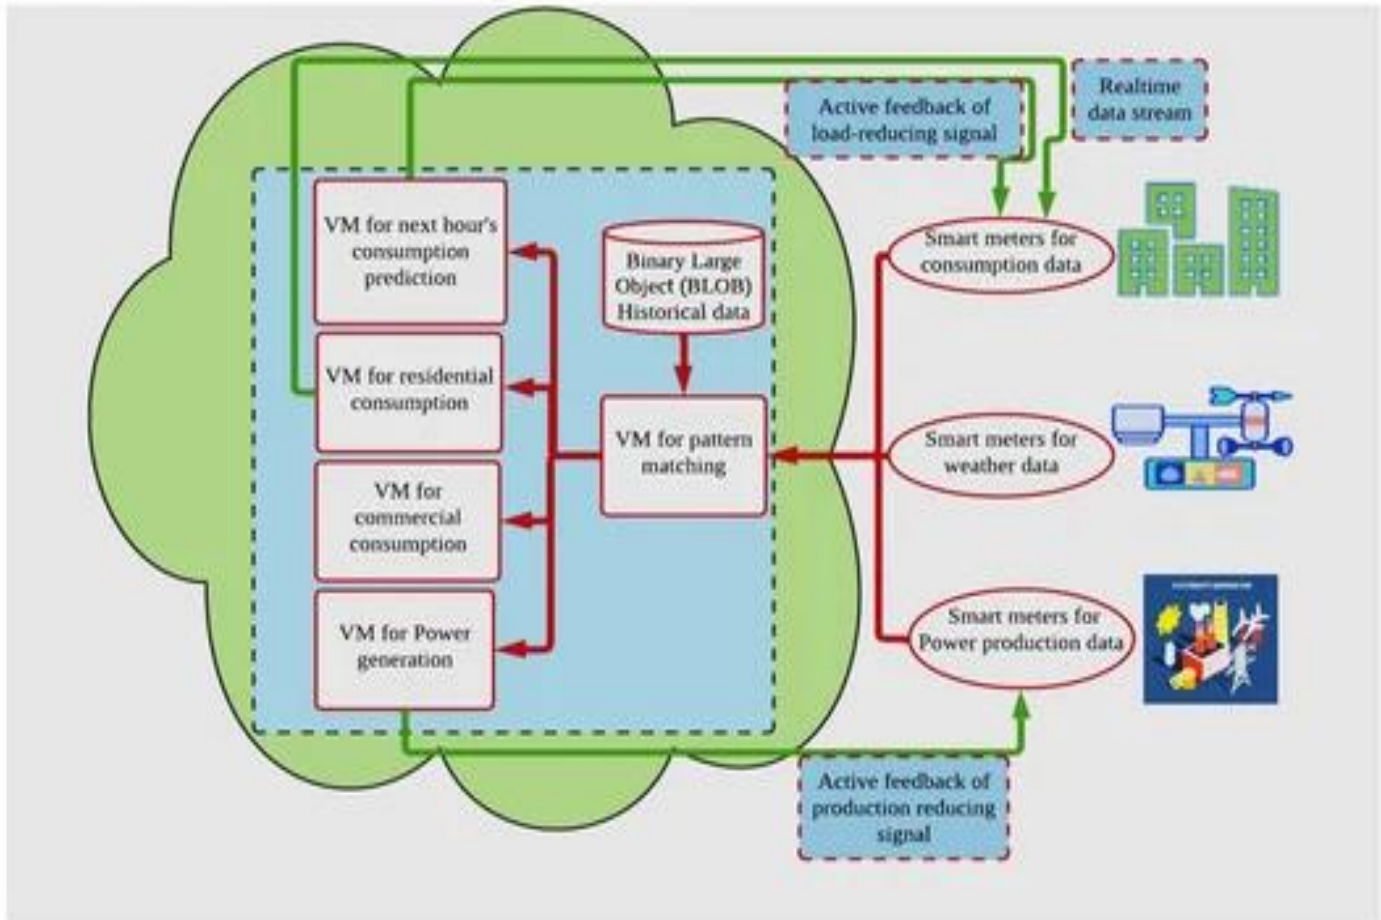 Active feedback of
load-reducing signal
Realtime
data stream
VM for next hour's
consumption
prediction
Binary Large
Object (BLOB)
Historical data
Smart meters for
consumption data
VM for residential
consumption
VM for pattern
matching
Smart meters for
weather data
VM for
commercial
consumption
VM for Power
generation
Smart meters for
Power production data
Active feedback of
production reducing
signal